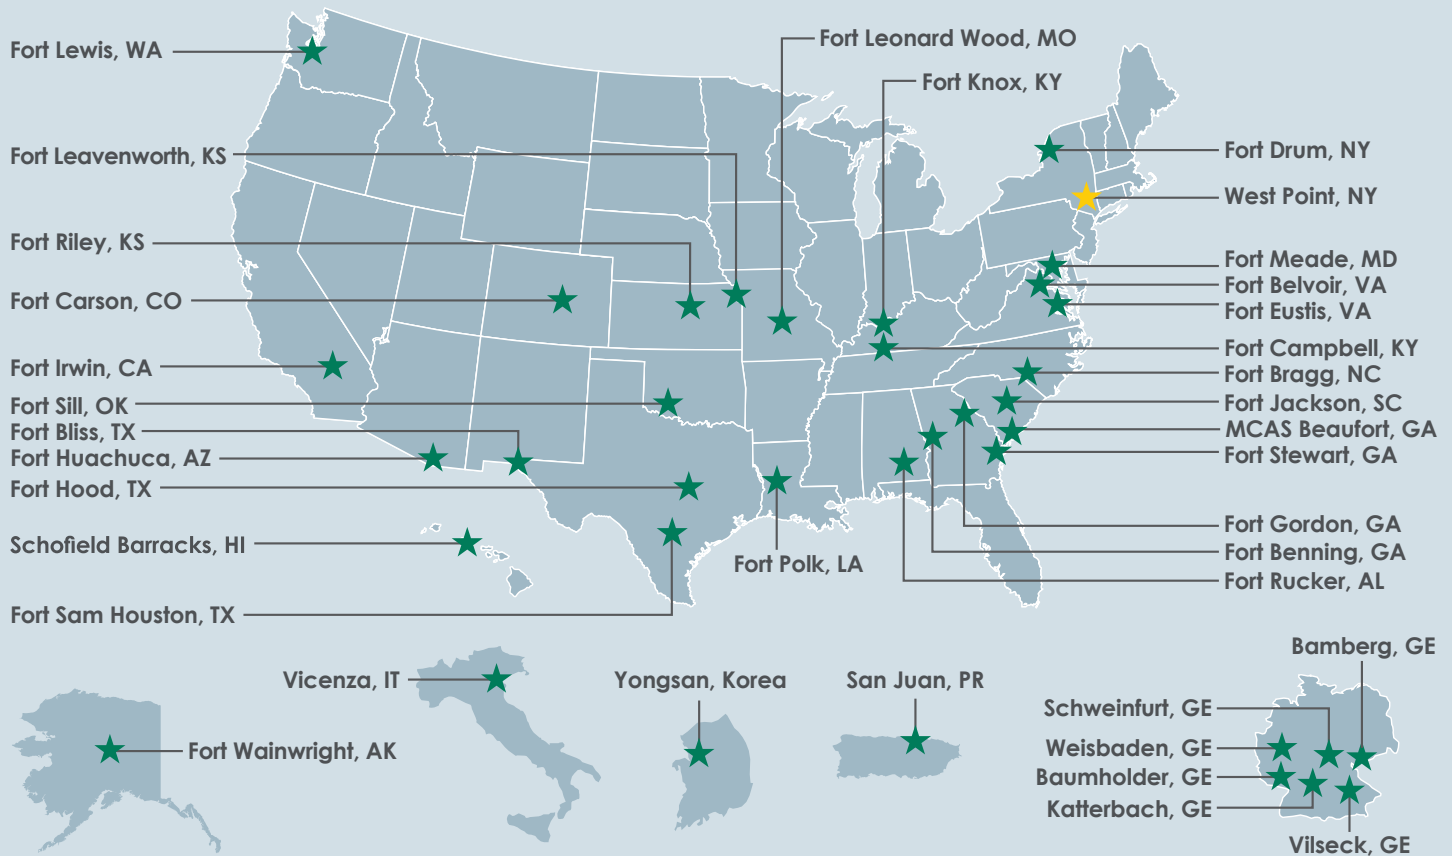 Fort Lewis, WA
Fort Leonard Wood, MO
Fort Knox, KY
Fort Leavenworth, KS
Fort Drum, NY
West Point, NY
Fort Riley, KS
Fort Meade, MD
Fort Belvoir, VA
Fort Carson, CO
Fort Eustis, VA
Fort Campbell, KY
Fort Irwin, CA
Fort Bragg, NC
Fort Sill, OK
Fort Jackson, SC
Fort Bliss, TX
MCAS Beaufort, GA
Fort Huachuca, AZ
Fort Stewart, GA
Fort Hood, TX
Fort Gordon, GA
Schofield Barracks, HI
Fort Benning, GA
Fort Polk, LA
Fort Rucker, AL
Fort Sam Houston, TX
Bamberg, GE
Vicenza, IT
Yongsan, Korea
San Juan, PR
Schweinfurt, GE
Fort Wainwright, AK
Weisbaden, GE
Baumholder, GE
Katterbach, GE
Vilseck, GE